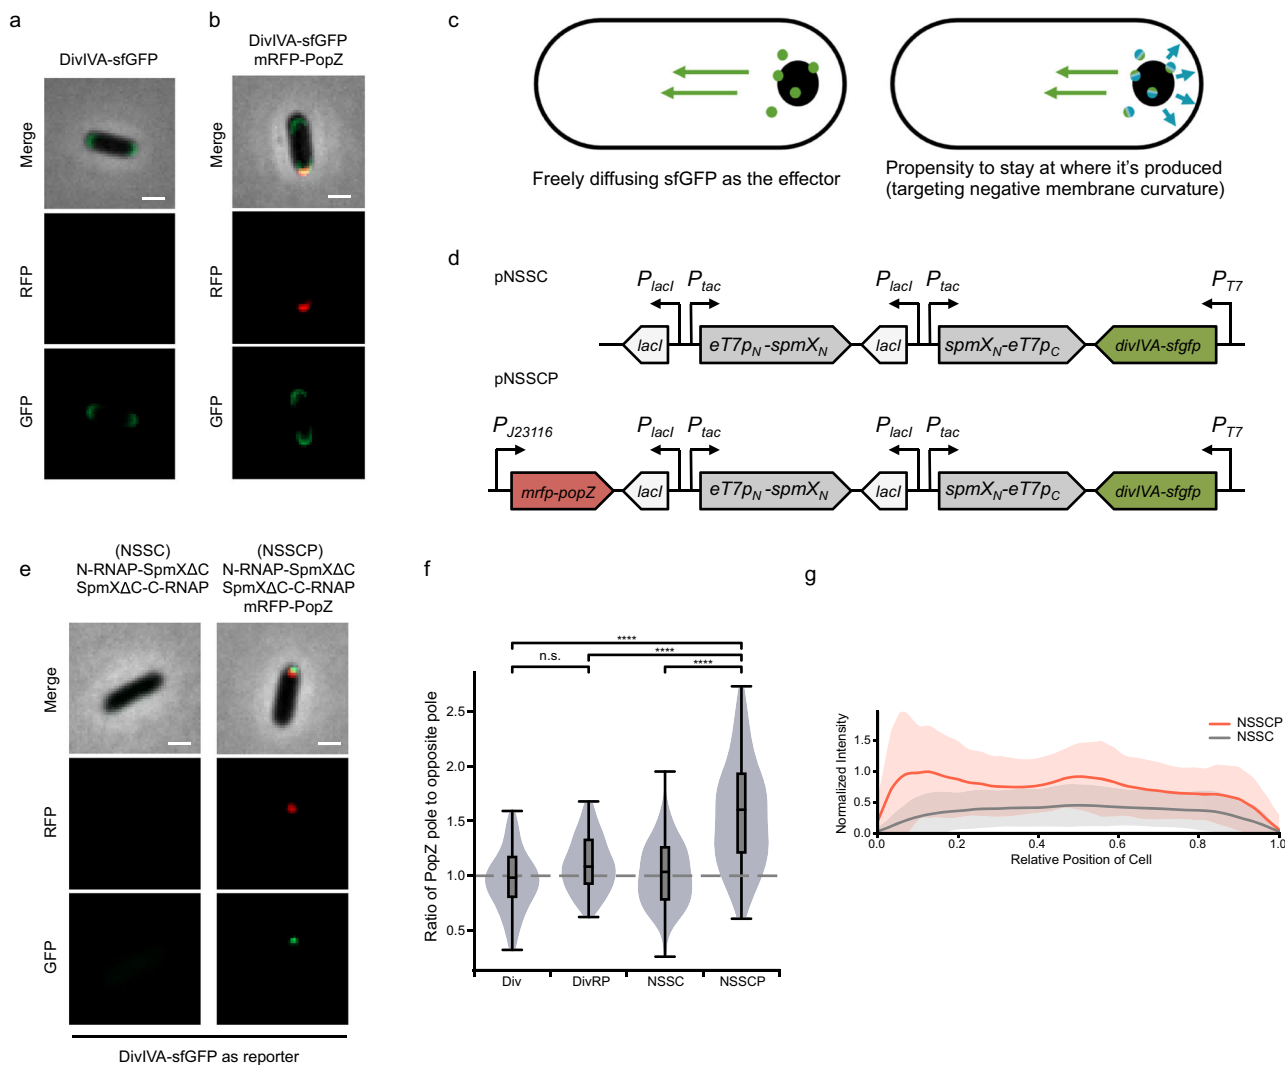 a
DivIVA-sfGFP
Merge
RFP
GFP
b
DivIVA-sfGFP
mRFP-PopZ
Merge
RFP
GFP
c
Freely diffusing sfGFP as the effector
Propensity to stay at where it's produced
(targeting negative membrane curvature)
d
pNSSC
PlacI
Ptac
PlacI
Ptac
PT7
lacI
eT7pN-spmXN
lacI
spmXN-eT7pC
divIVA-sfgfp
pNSSCP
PJ23116
PlacI
Ptac
PlacI
Ptac
PT7
mrfp-popZ
lacI
eT7pN-spmXN
lacI
spmXN-eT7pC
divIVA-sfgfp
e
(NSSC)
N-RNAP-SpmXΔC
SpmXΔC-C-RNAP
(NSSCP)
N-RNAP-SpmXΔC
SpmXΔC-C-RNAP
mRFP-PopZ
Merge
RFP
GFP
DivIVA-sfGFP as reporter
f
****
****
n.s.
****
Ratio of PopZ pole to opposite pole
2.5
2.0
1.5
1.0
0.5
Div
DivRP
NSSC
NSSCP
g
NSSCP
NSSC
Normalized Intensity
1.5
1.0
0.5
0.0
0.0
0.2
0.4
0.6
0.8
1.0
Relative Position of Cell